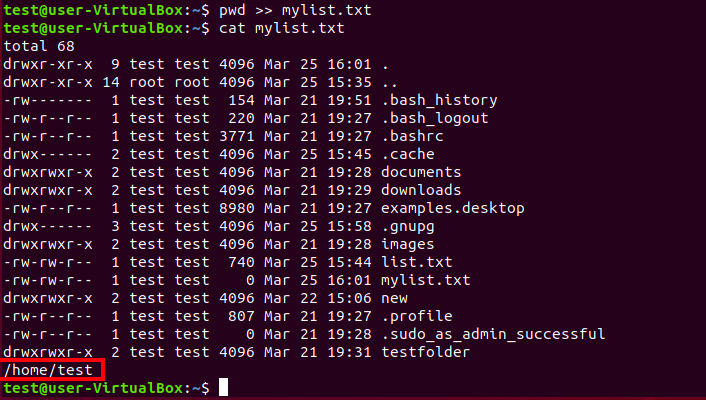 test@user-VirtualBox:~$ pwd >> mylist.txt
test@user-VirtualBox:~$ cat mylist.txt
total 68
drwxr-xr-x  9 test test 4096 Mar 25 16:01 .
drwxr-xr-x 14 root root 4096 Mar 25 15:35 ..
-rw-------  1 test test  154 Mar 21 19:51 .bash_history
-rw-r--r--  1 test test  220 Mar 21 19:27 .bash_logout
-rw-r--r--  1 test test 3771 Mar 21 19:27 .bashrc
drwx------  2 test test 4096 Mar 25 15:45 .cache
drwxrwxr-x  2 test test 4096 Mar 21 19:28 documents
drwxrwxr-x  2 test test 4096 Mar 21 19:29 downloads
-rw-r--r--  1 test test 8980 Mar 21 19:27 examples.desktop
drwx------  3 test test 4096 Mar 25 15:58 .gnupg
drwxrwxr-x  2 test test 4096 Mar 21 19:28 images
-rw-rw-r--  1 test test  740 Mar 25 15:44 list.txt
-rw-rw-r--  1 test test    0 Mar 25 16:01 mylist.txt
drwxrwxr-x  2 test test 4096 Mar 22 15:06 new
-rw-r--r--  1 test test  807 Mar 21 19:27 .profile
-rw-r--r--  1 test test    0 Mar 21 19:28 .sudo_as_admin_successful
drwxrwxr-x  2 test test 4096 Mar 21 19:31 testfolder
/home/test
test@user-VirtualBox:~$